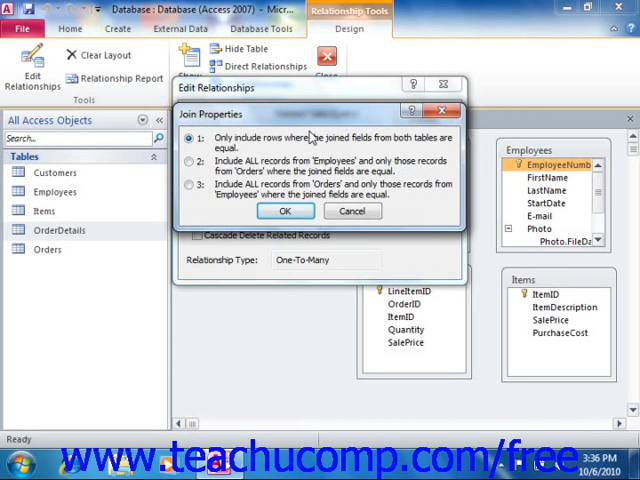 Database : Database (Access 2007) - Micr...
Relationship Tools
File Home Create External Data Database Tools Design
Edit Relationships
Clear Layout
Relationship Report
Tools
Show
Hide Table
Direct Relationships
Close
Edit Relationships
Join Properties
1: Only include rows where the joined fields from both tables are
equal.
2: Include ALL records from 'Employees' and only those records
from 'Orders' where the joined fields are equal.
3: Include ALL records from 'Orders' and only those records from
'Employees' where the joined fields are equal.
OK Cancel
Cascade Delete Related Records
Relationship Type: One-To-Many
All Access Objects
Search...
Tables
Customers
Employees
Items
OrderDetails
Orders
LineItemID
OrderID
ItemID
Quantity
SalePrice
Employees
EmployeeNumb
FirstName
LastName
StartDate
E-mail
Photo
Photo.FileDa
Items
ItemID
ItemDescription
SalePrice
PurchaseCost
Ready
www.teachucomp.com/free
3:36 PM
10/6/2010